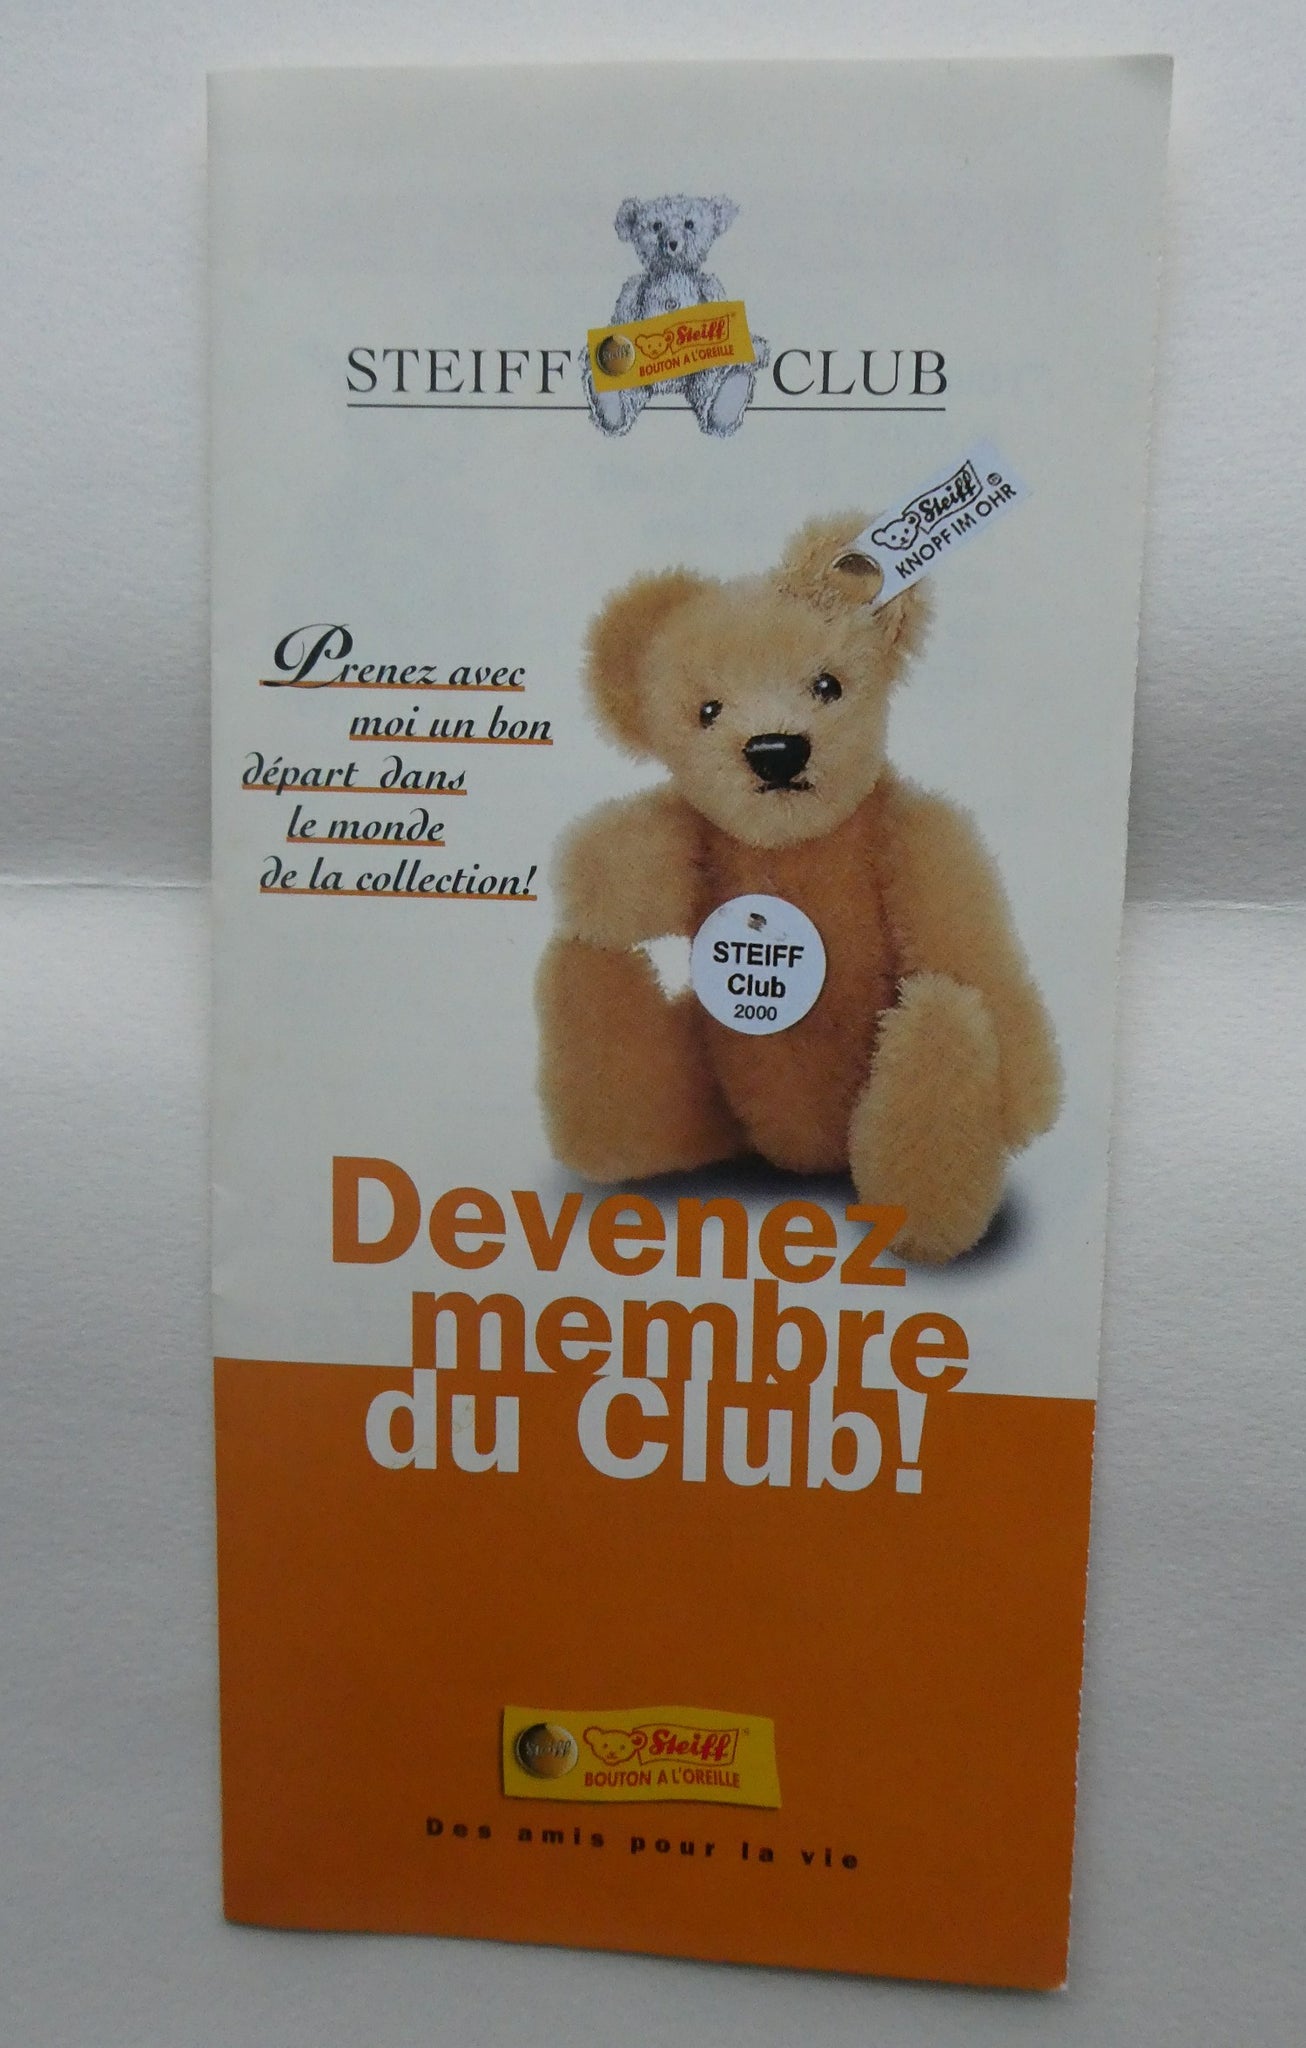 STEIFF CLUB
Steiff
Steiff ®
BOUTON A L'OREILLE
Steiff ®
KNOPF IM OHR
Prenez avec
moi un bon
départ dans
le monde
de la collection!
STEIFF
Club
2000
Devenez
membre
du Club!
Steiff
Steiff ®
BOUTON A L'OREILLE
Des amis pour la vie